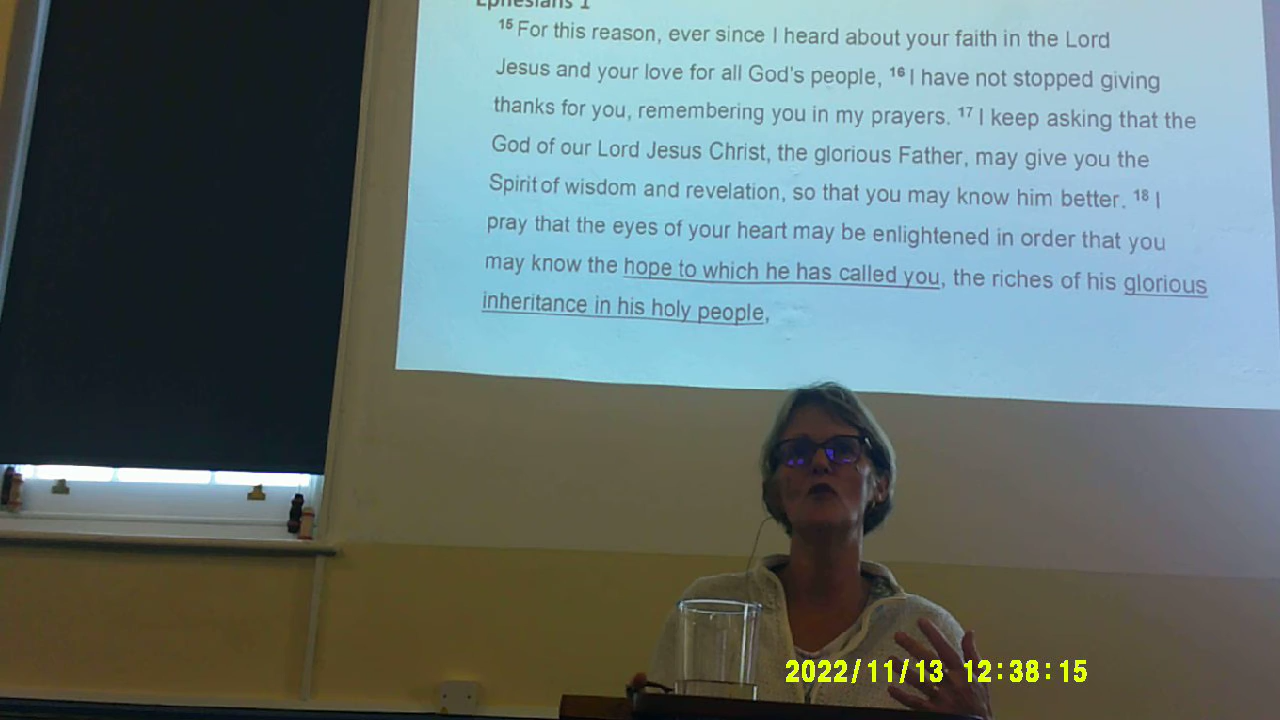 Ephesians 1
15 For this reason, ever since I heard about your faith in the Lord
Jesus and your love for all God's people, 16 I have not stopped giving
thanks for you, remembering you in my prayers. 17 I keep asking that the
God of our Lord Jesus Christ, the glorious Father, may give you the
Spirit of wisdom and revelation, so that you may know him better. 18 I
pray that the eyes of your heart may be enlightened in order that you
may know the hope to which he has called you, the riches of his glorious
inheritance in his holy people,
2022/11/13 12:38:15